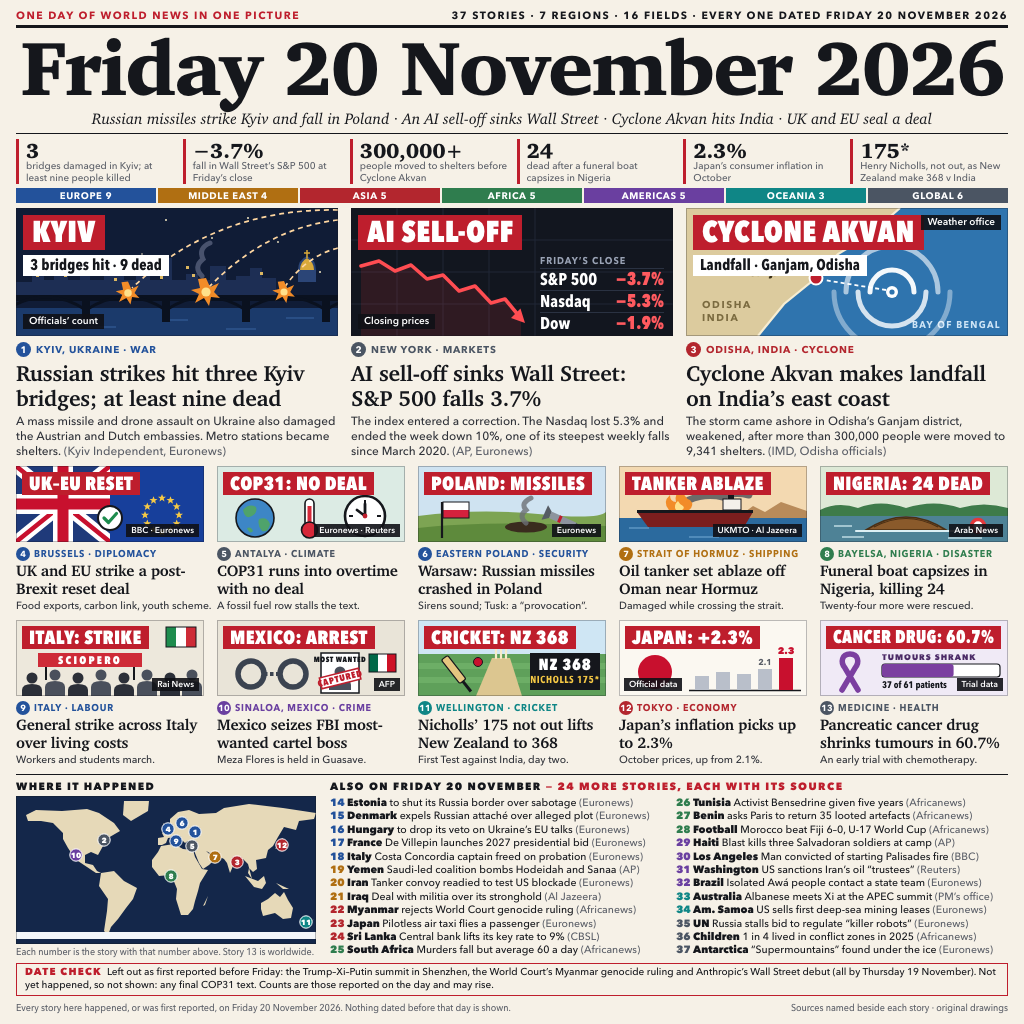 ONE DAY OF WORLD NEWS IN ONE PICTURE
37 STORIES · 7 REGIONS · 16 FIELDS · EVERY ONE DATED FRIDAY 20 NOVEMBER 2026
Friday 20 November 2026
Russian missiles strike Kyiv and fall in Poland · An AI sell-off sinks Wall Street · Cyclone Akvan hits India · UK and EU seal a deal
3
bridges damaged in Kyiv; at
least nine people killed
−3.7%
fall in Wall Street's S&P 500 at
Friday's close
300,000+
people moved to shelters before
Cyclone Akvan
24
dead after a funeral boat
capsizes in Nigeria
2.3%
Japan's consumer inflation in
October
175*
Henry Nicholls, not out, as New
Zealand make 368 v India
EUROPE 9
MIDDLE EAST 4
ASIA 5
AFRICA 5
AMERICAS 5
OCEANIA 3
GLOBAL 6
KYIV
3 bridges hit · 9 dead
Officials' count
AI SELL-OFF
FRIDAY'S CLOSE
S&P 500 −3.7%
Nasdaq −5.3%
Dow −1.9%
Closing prices
CYCLONE AKVAN
Weather office
Landfall · Ganjam, Odisha
ODISHA
INDIA
BAY OF BENGAL
1 KYIV, UKRAINE · WAR
Russian strikes hit three Kyiv
bridges; at least nine dead
A mass missile and drone assault on Ukraine also damaged
the Austrian and Dutch embassies. Metro stations became
shelters. (Kyiv Independent, Euronews)
2 NEW YORK · MARKETS
AI sell-off sinks Wall Street:
S&P 500 falls 3.7%
The index entered a correction. The Nasdaq lost 5.3% and
ended the week down 10%, one of its steepest weekly falls
since March 2020. (AP, Euronews)
3 ODISHA, INDIA · CYCLONE
Cyclone Akvan makes landfall
on India's east coast
The storm came ashore in Odisha's Ganjam district,
weakened, after more than 300,000 people were moved to
9,341 shelters. (IMD, Odisha officials)
UK-EU RESET
BBC · Euronews
COP31: NO DEAL
Euronews · Reuters
POLAND: MISSILES
Euronews
TANKER ABLAZE
UKMTO · Al Jazeera
NIGERIA: 24 DEAD
Arab News
4 BRUSSELS · DIPLOMACY
UK and EU strike a post-
Brexit reset deal
Food exports, carbon link, youth scheme.
5 ANTALYA · CLIMATE
COP31 runs into overtime
with no deal
A fossil fuel row stalls the text.
6 EASTERN POLAND · SECURITY
Warsaw: Russian missiles
crashed in Poland
Sirens sound; Tusk: a "provocation".
7 STRAIT OF HORMUZ · SHIPPING
Oil tanker set ablaze off
Oman near Hormuz
Damaged while crossing the strait.
8 BAYELSA, NIGERIA · DISASTER
Funeral boat capsizes in
Nigeria, killing 24
Twenty-four more were rescued.
ITALY: STRIKE
SCIOPERO
Rai News
MEXICO: ARREST
MOST WANTED
CAPTURED
AFP
CRICKET: NZ 368
NZ 368
NICHOLLS 175*
JAPAN: +2.3%
2.1
2.3
Official data
CANCER DRUG: 60.7%
TUMOURS SHRANK
37 of 61 patients
Trial data
9 ITALY · LABOUR
General strike across Italy
over living costs
Workers and students march.
10 SINALOA, MEXICO · CRIME
Mexico seizes FBI most-
wanted cartel boss
Meza Flores is held in Guasave.
11 WELLINGTON · CRICKET
Nicholls' 175 not out lifts
New Zealand to 368
First Test against India, day two.
12 TOKYO · ECONOMY
Japan's inflation picks up
to 2.3%
October prices, up from 2.1%.
13 MEDICINE · HEALTH
Pancreatic cancer drug
shrinks tumours in 60.7%
An early trial with chemotherapy.
WHERE IT HAPPENED
1
2
3
4
5
6
7
8
9
10
11
12
Each number is the story with that number above. Story 13 is worldwide.
ALSO ON FRIDAY 20 NOVEMBER – 24 MORE STORIES, EACH WITH ITS SOURCE
14 Estonia to shut its Russia border over sabotage (Euronews)
15 Denmark expels Russian attaché over alleged plot (Euronews)
16 Hungary to drop its veto on Ukraine's EU talks (Euronews)
17 France De Villepin launches 2027 presidential bid (Euronews)
18 Italy Costa Concordia captain freed on probation (Euronews)
19 Yemen Saudi-led coalition bombs Hodeidah and Sanaa (AP)
20 Iran Tanker convoy readied to test US blockade (Euronews)
21 Iraq Deal with militia over its stronghold (Al Jazeera)
22 Myanmar rejects World Court genocide ruling (Africanews)
23 Japan Pilotless air taxi flies a passenger (Euronews)
24 Sri Lanka Central bank lifts its key rate to 9% (CBSL)
25 South Africa Murders fall but average 60 a day (Africanews)
26 Tunisia Activist Bensedrine given five years (Africanews)
27 Benin asks Paris to return 35 looted artefacts (Africanews)
28 Football Morocco beat Fiji 6-0, U-17 World Cup (Africanews)
29 Haiti Blast kills three Salvadoran soldiers at camp (AP)
30 Los Angeles Man convicted of starting Palisades fire (BBC)
31 Washington US sanctions Iran's oil "trustees" (Reuters)
32 Brazil Isolated Awá people contact a state team (Euronews)
33 Australia Albanese meets Xi at the APEC summit (PM's office)
34 Am. Samoa US sells first deep-sea mining leases (Euronews)
35 UN Russia stalls bid to regulate "killer robots" (Euronews)
36 Children 1 in 4 lived in conflict zones in 2025 (Africanews)
37 Antarctica "Supermountains" found under the ice (Euronews)
DATE CHECK Left out as first reported before Friday: the Trump–Xi–Putin summit in Shenzhen, the World Court's Myanmar genocide ruling and Anthropic's Wall Street debut (all by Thursday 19 November). Not
yet happened, so not shown: any final COP31 text. Counts are those reported on the day and may rise.
Every story here happened, or was first reported, on Friday 20 November 2026. Nothing dated before that day is shown.
Sources named beside each story · original drawings